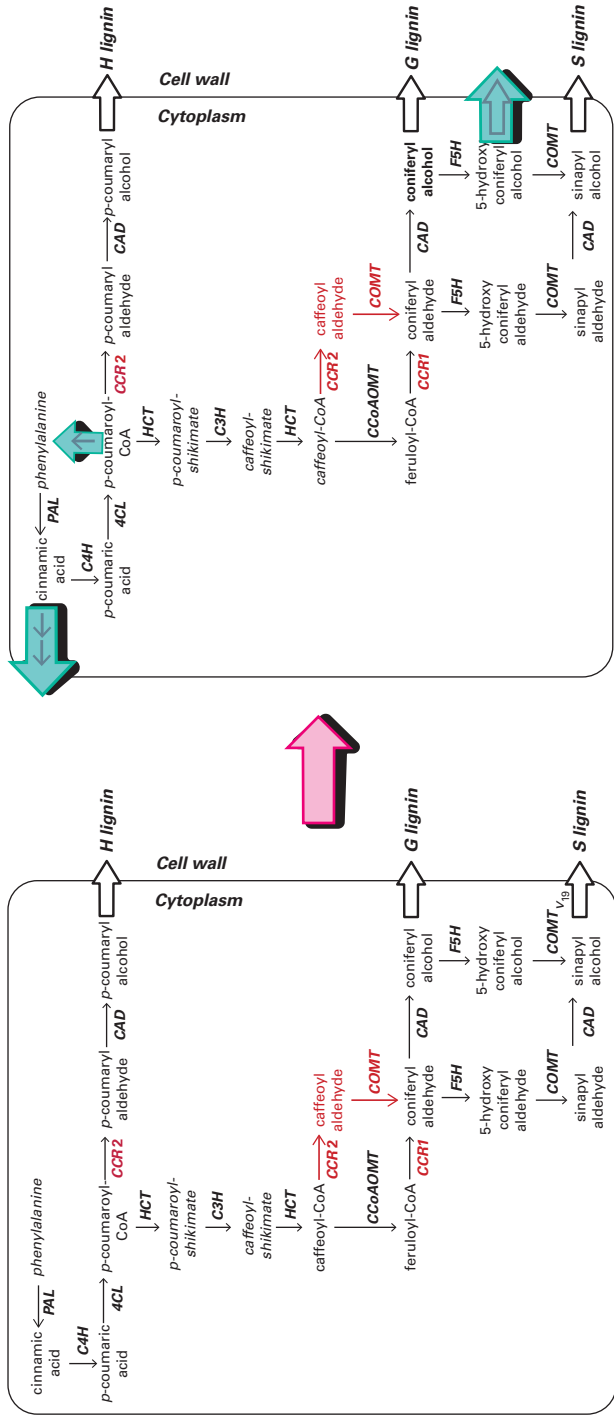 phenylalanine
PAL
cinnamic
acid
C4H
p-coumaric
acid
4CL
p-coumaroyl-
CoA
CCR2
p-coumaryl
aldehyde
CAD
p-coumaryl
alcohol
H lignin
Cell wall
Cytoplasm
HCT
p-coumaroyl-
shikimate
C3H
caffeoyl-
shikimate
HCT
caffeoyl-CoA
CCR2
caffeoyl
aldehyde
COMT
CCoAOMT
feruloyl-CoA
CCR1
coniferyl
aldehyde
CAD
coniferyl
alcohol
G lignin
F5H
F5H
5-hydroxy
coniferyl
aldehyde
5-hydroxy
coniferyl
alcohol
COMT
COMT
v19
sinapyl
aldehyde
CAD
sinapyl
alcohol
S lignin
phenylalanine
PAL
cinnamic
acid
C4H
p-coumaric
acid
4CL
p-coumaroyl-
CoA
CCR2
p-coumaryl
aldehyde
CAD
p-coumaryl
alcohol
H lignin
Cell wall
Cytoplasm
HCT
p-coumaroyl-
shikimate
C3H
caffeoyl-
shikimate
HCT
caffeoyl-CoA
CCR2
caffeoyl
aldehyde
COMT
CCoAOMT
feruloyl-CoA
CCR1
coniferyl
aldehyde
CAD
coniferyl
alcohol
G lignin
F5H
F5H
5-hydroxy
coniferyl
aldehyde
5-hydroxy
coniferyl
alcohol
COMT
COMT
sinapyl
aldehyde
CAD
sinapyl
alcohol
S lignin